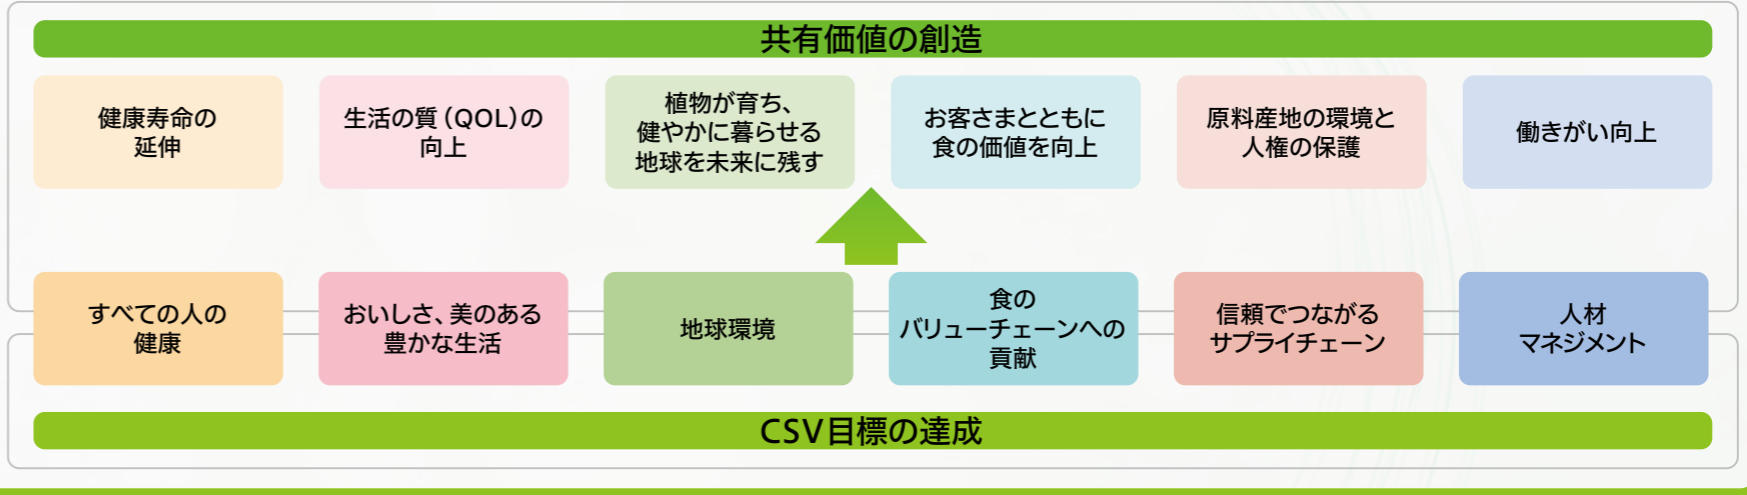 共有価値の創造
健康寿命の
延伸
生活の質(QOL)の
向上
植物が育ち、
健やかに暮らせる
地球を未来に残す
お客さまとともに
食の価値を向上
原料産地の環境と
人権の保護
働きがい向上
すべての人の
健康
おいしさ、美のある
豊かな生活
地球環境
食の
バリューチェーンへの
貢献
信頼でつながる
サプライチェーン
人材
マネジメント
CSV目標の達成